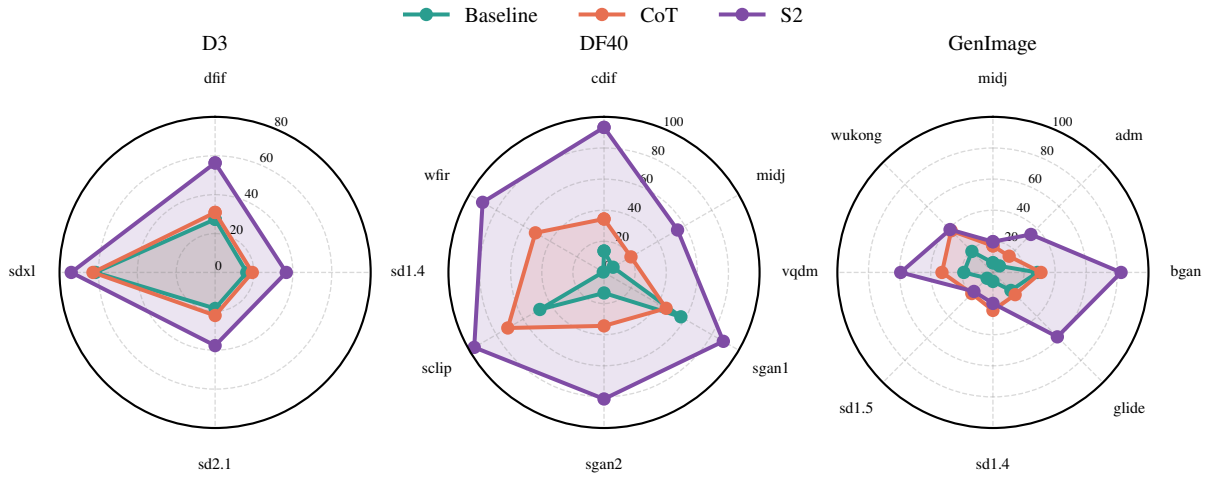 Baseline CoT S2
D3 DF40 GenImage
dfif
80
60
40
20
0
sdxl
sd1.4
sd2.1
cdif
100
80
60
40
20
wfir
midj
sclip
sgan1
sgan2
midj
100
80
60
40
20
wukong
adm
vqdm
bgan
sd1.5
glide
sd1.4